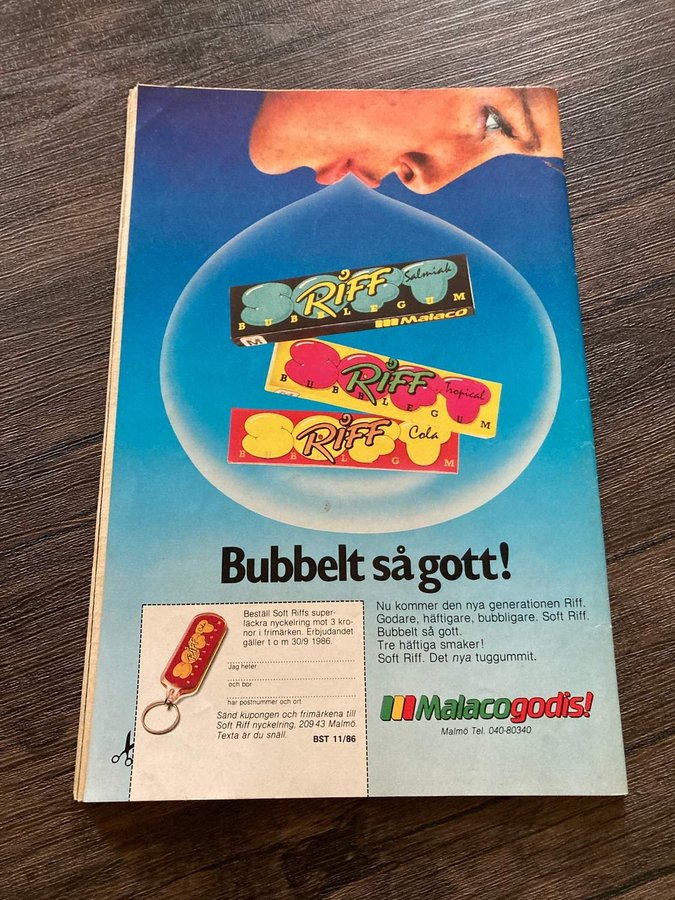 SOFT RIFF Salmiak
BUBBLEGUM
M Malaco
SOFT RIFF Tropical
BUBBLEGUM
SOFT RIFF Cola
BUBBLEGUM
Bubbelt så gott!
Beställ Soft Riffs super-
läckra nyckelring mot 3 kro-
nor i frimärken. Erbjudandet
gäller t o m 30/9 1986.
Jag heter
och bor
har postnummer och ort
Sänd kupongen och frimärkena till
Soft Riff nyckelring, 209 43 Malmö.
Texta är du snäll. BST 11/86
Nu kommer den nya generationen Riff.
Godare, häftigare, bubbligare. Soft Riff.
Bubbelt så gott.
Tre häftiga smaker!
Soft Riff. Det nya tuggummit.
Malacogodis!
Malmö Tel. 040-80340